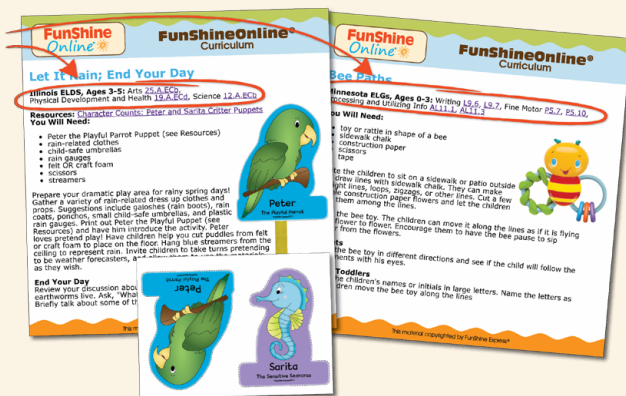 FunShine
Online
FunShineOnline®
Curriculum
Let It Rain; End Your Day
Illinois ELDS, Ages 3-5: Arts 25.A.ECb,
Physical Development and Health 19.A.ECd, Science 12.A.ECb
Resources: Character Counts: Peter and Sarita Critter Puppets
You Will Need:
• Peter the Playful Parrot Puppet (see Resources)
• rain-related clothes
• child-safe umbrellas
• rain gauges
• felt OR craft foam
• scissors
• streamers
Prepare your dramatic play area for rainy spring days!
Gather a variety of rain-related dress up clothes and
props. Suggestions include galoshes (rain boots), rain
coats, ponchos, small child-safe umbrellas, and plastic
rain gauges. Print out Peter the Playful Parrot (see
Resources) and have him introduce the activity. Peter
loves pretend play! Have children help you cut puddles from felt
or craft foam to place on the floor. Hang blue streamers from the
ceiling to represent rain. Invite children to take turns pretending
to be weather forecasters, and allow them to use the materials
as they wish.
End Your Day
Review your discussion abou
earthworms live. Ask, "What
Briefly talk about some of th
This mat
Peter
The Playful Parrot
Peter
The Playful Parrot
Sarita
The Sensitive Seahorse
FunShine
Online
FunShineOnline®
Curriculum
Bee Paths
Minnesota ELGs, Ages 0-3: Writing L9.6, L9.7, Fine Motor P5.7, P5.10,
Processing and Utilizing Info AL11.1, AL11.3
You Will Need:
• toy or rattle in shape of a bee
• sidewalk chalk
• construction paper
• scissors
• tape
te the children to sit on a sidewalk or patio outside
draw lines with sidewalk chalk. They can make
ight lines, loops, zigzags, or other lines. Cut a few
e construction paper flowers and let the children
them among the lines.
the bee toy. The children can move it along the lines as if it is flying
flower to flower. Encourage them to have the bee pause to sip
r from the flowers.
ts
the bee toy in different directions and see if the child will follow the
ments with his eyes.
Toddlers
he children's names or initials in large letters. Name the letters as
ildren move the bee toy along the lines
This material copyrighted by FunShine Express®